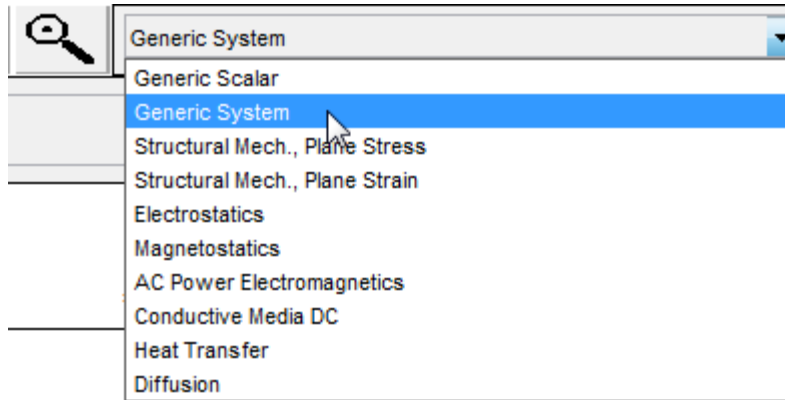 Generic System
Generic Scalar
Generic System
Structural Mech., Plane Stress
Structural Mech., Plane Strain
Electrostatics
Magnetostatics
AC Power Electromagnetics
Conductive Media DC
Heat Transfer
Diffusion